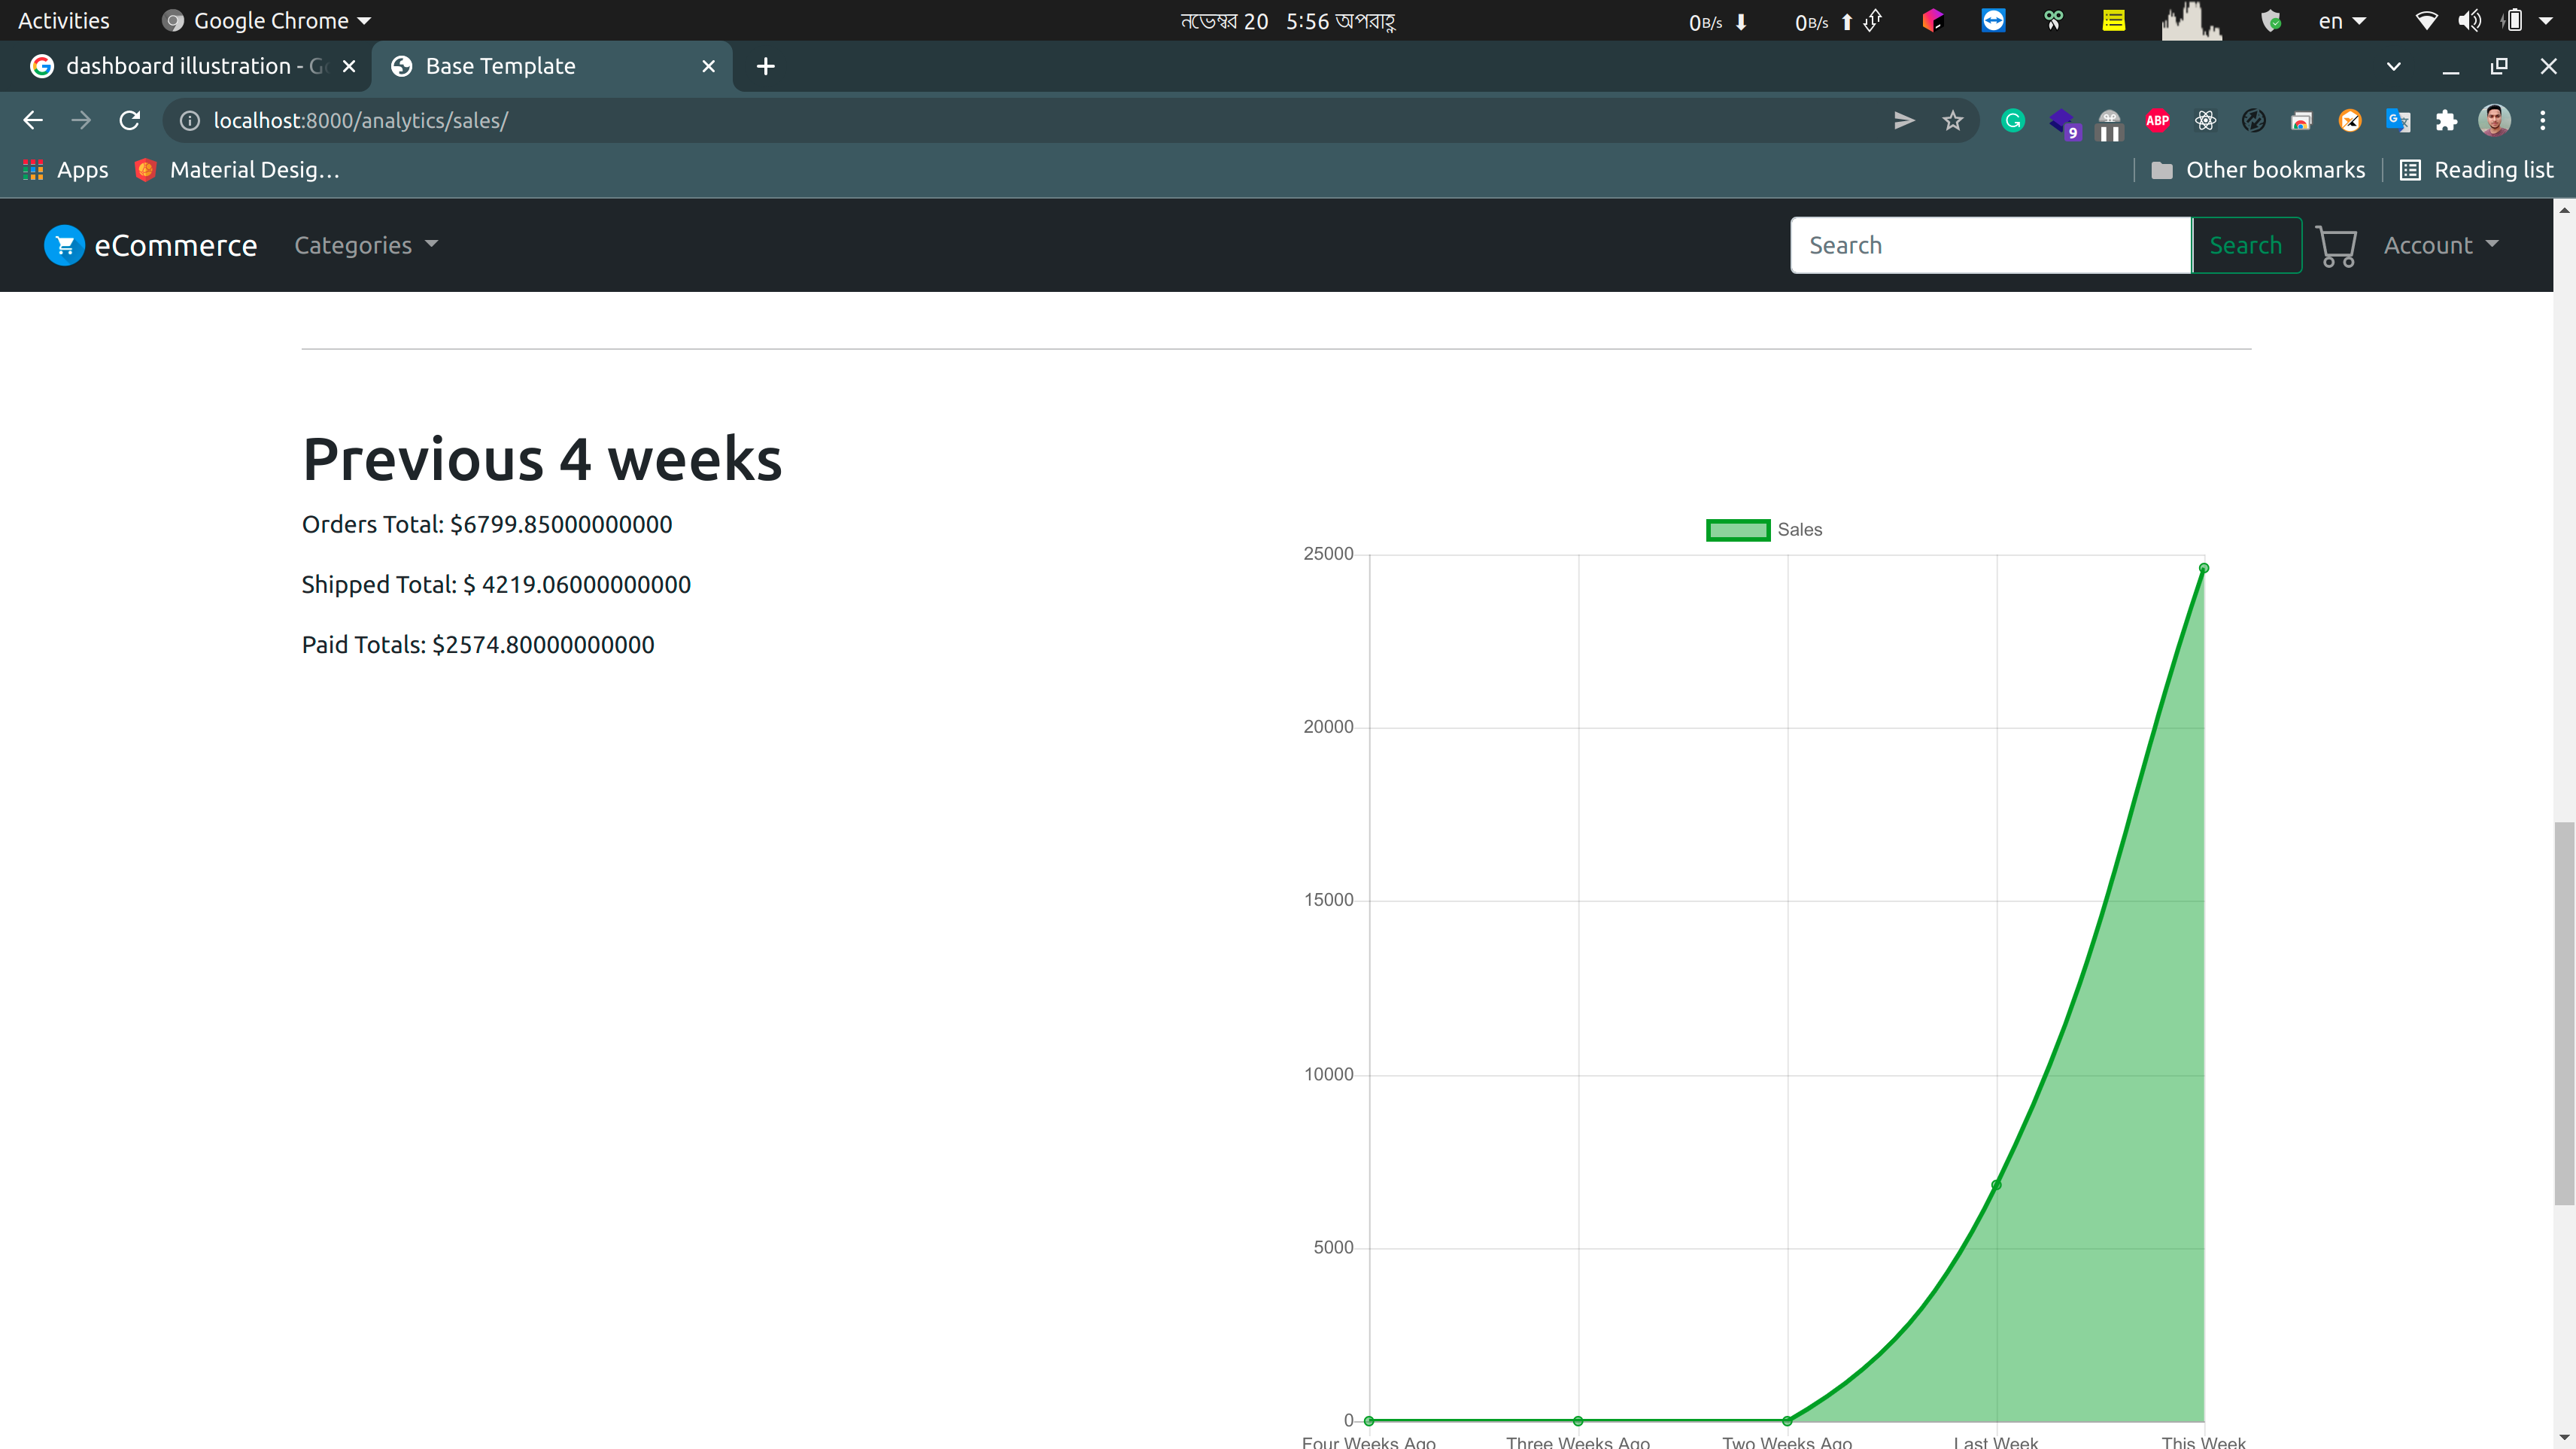 Activities Google Chrome নভেম্বর 20 5:56 অপরাহ্ণ 0B/s 0B/s en
dashboard illustration - Go Base Template
localhost:8000/analytics/sales/ 9 ABP
Apps Material Desig… Other bookmarks Reading list
eCommerce Categories Search Search Account
Previous 4 weeks
Orders Total: $6799.85000000000
Shipped Total: $ 4219.06000000000
Paid Totals: $2574.80000000000
Sales
25000
20000
15000
10000
5000
0
Four Weeks Ago Three Weeks Ago Two Weeks Ago Last Week This Week